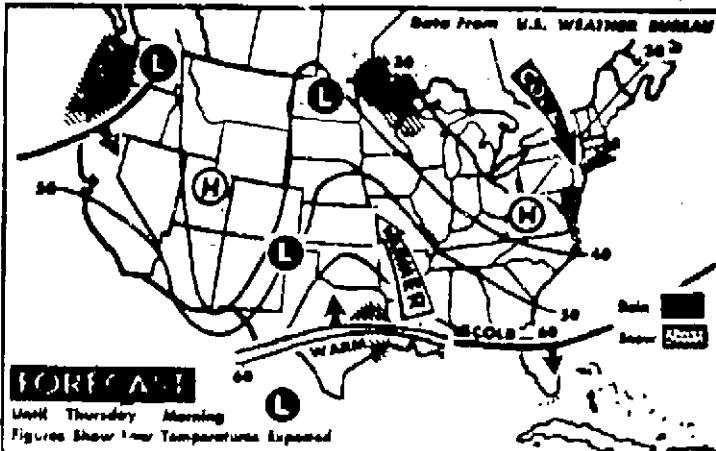 Data From U.S. WEATHER BUREAU
L
30
L
30
COLD
H
50
H
L
WARMER
40
30
Rain
Snow
COLD 60
WARM
60
FORECAST
L
Until Thursday Morning
Figures Show Low Temperatures Expected